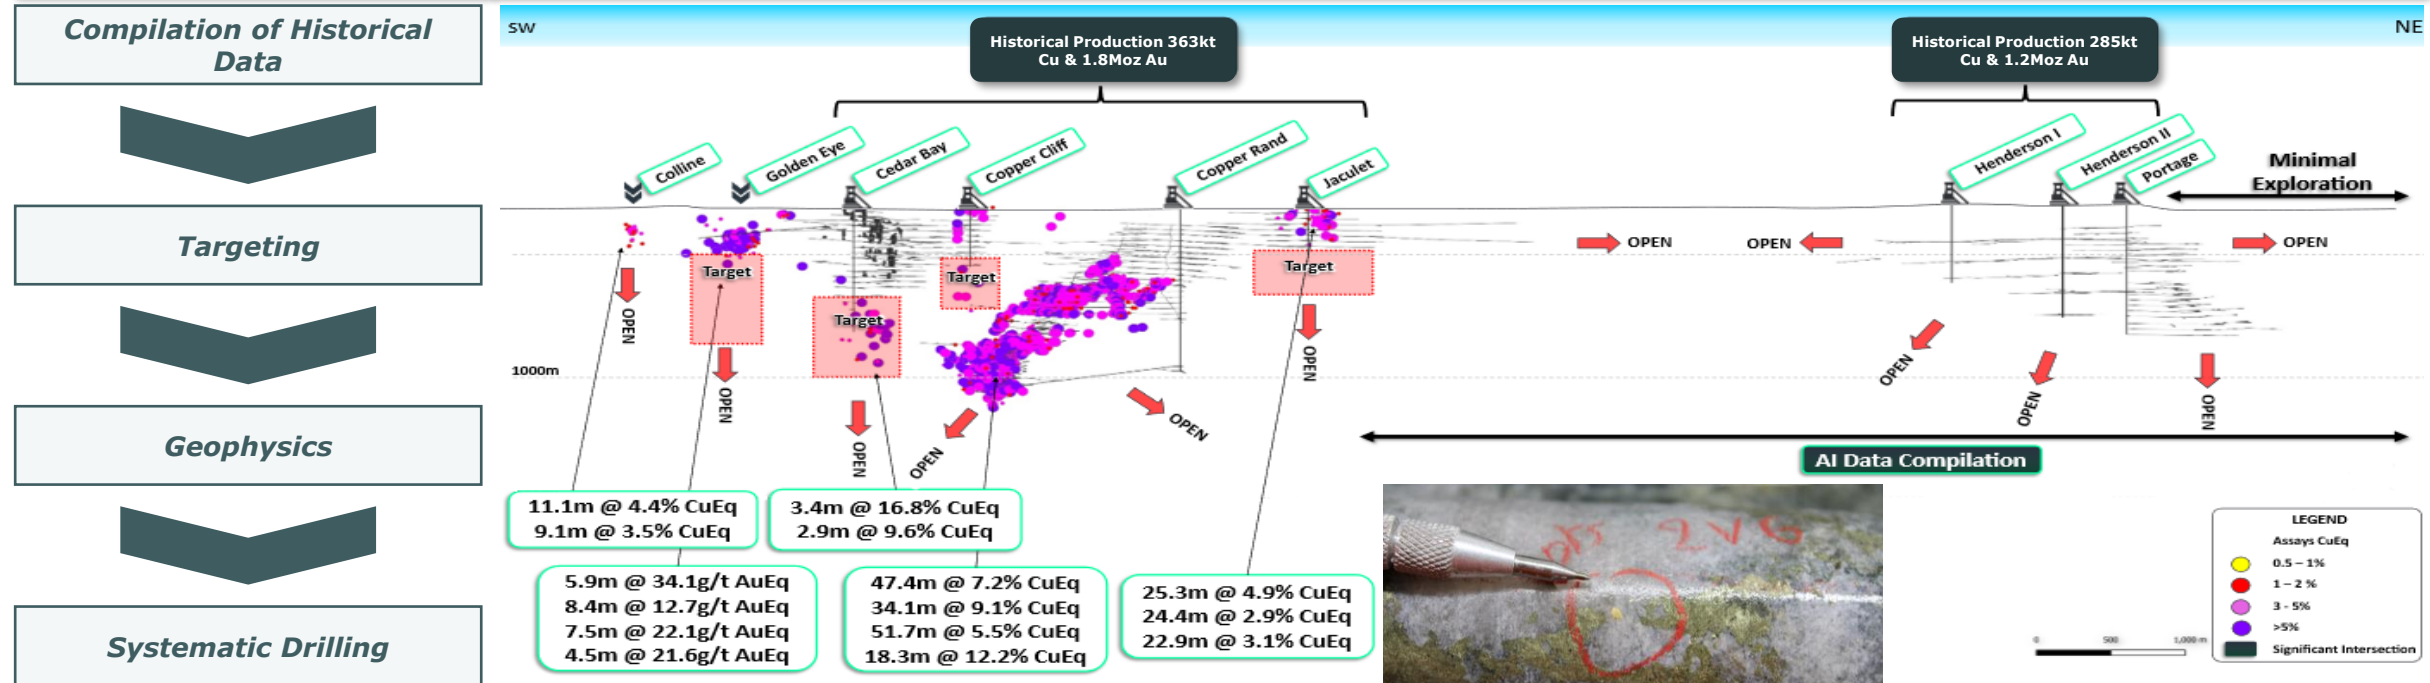 Compilation of Historical
Data
Targeting
Geophysics
Systematic Drilling
SW
NE
Historical Production 363kt
Cu & 1.8Moz Au
Historical Production 285kt
Cu & 1.2Moz Au
Colline
Golden Eye
Cedar Bay
Copper Cliff
Copper Rand
Jaculet
Henderson I
Henderson II
Portage
Minimal
Exploration
Target
Target
Target
Target
OPEN
OPEN
OPEN
OPEN
OPEN
OPEN
OPEN
OPEN
OPEN
OPEN
OPEN
OPEN
1000m
AI Data Compilation
11.1m @ 4.4% CuEq
9.1m @ 3.5% CuEq
3.4m @ 16.8% CuEq
2.9m @ 9.6% CuEq
5.9m @ 34.1g/t AuEq
8.4m @ 12.7g/t AuEq
7.5m @ 22.1g/t AuEq
4.5m @ 21.6g/t AuEq
47.4m @ 7.2% CuEq
34.1m @ 9.1% CuEq
51.7m @ 5.5% CuEq
18.3m @ 12.2% CuEq
25.3m @ 4.9% CuEq
24.4m @ 2.9% CuEq
22.9m @ 3.1% CuEq
2VG
0 500 1,000 m
LEGEND
Assays CuEq
0.5 – 1%
1 – 2 %
3 - 5%
>5%
Significant Intersection